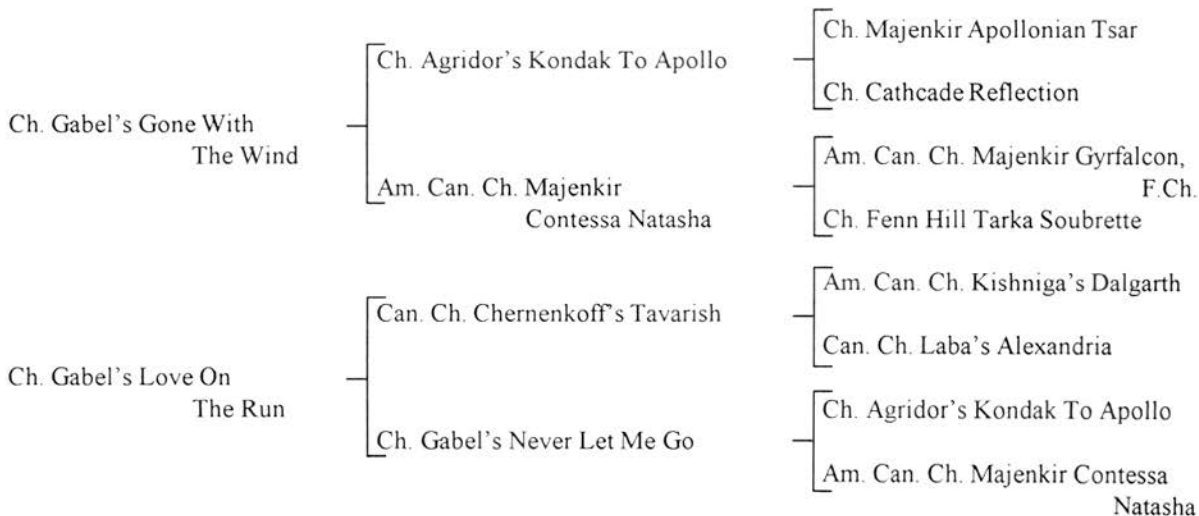 Ch. Gabel's Gone With
The Wind
Ch. Agridor's Kondak To Apollo
Am. Can. Ch. Majenkir
Contessa Natasha
Ch. Majenkir Apollonian Tsar
Ch. Cathcade Reflection
Am. Can. Ch. Majenkir Gyrfalcon,
F.Ch.
Ch. Fenn Hill Tarka Soubrette
Ch. Gabel's Love On
The Run
Can. Ch. Chernenkoff's Tavarish
Ch. Gabel's Never Let Me Go
Am. Can. Ch. Kishniga's Dalgarth
Can. Ch. Laba's Alexandria
Ch. Agridor's Kondak To Apollo
Am. Can. Ch. Majenkir Contessa
Natasha